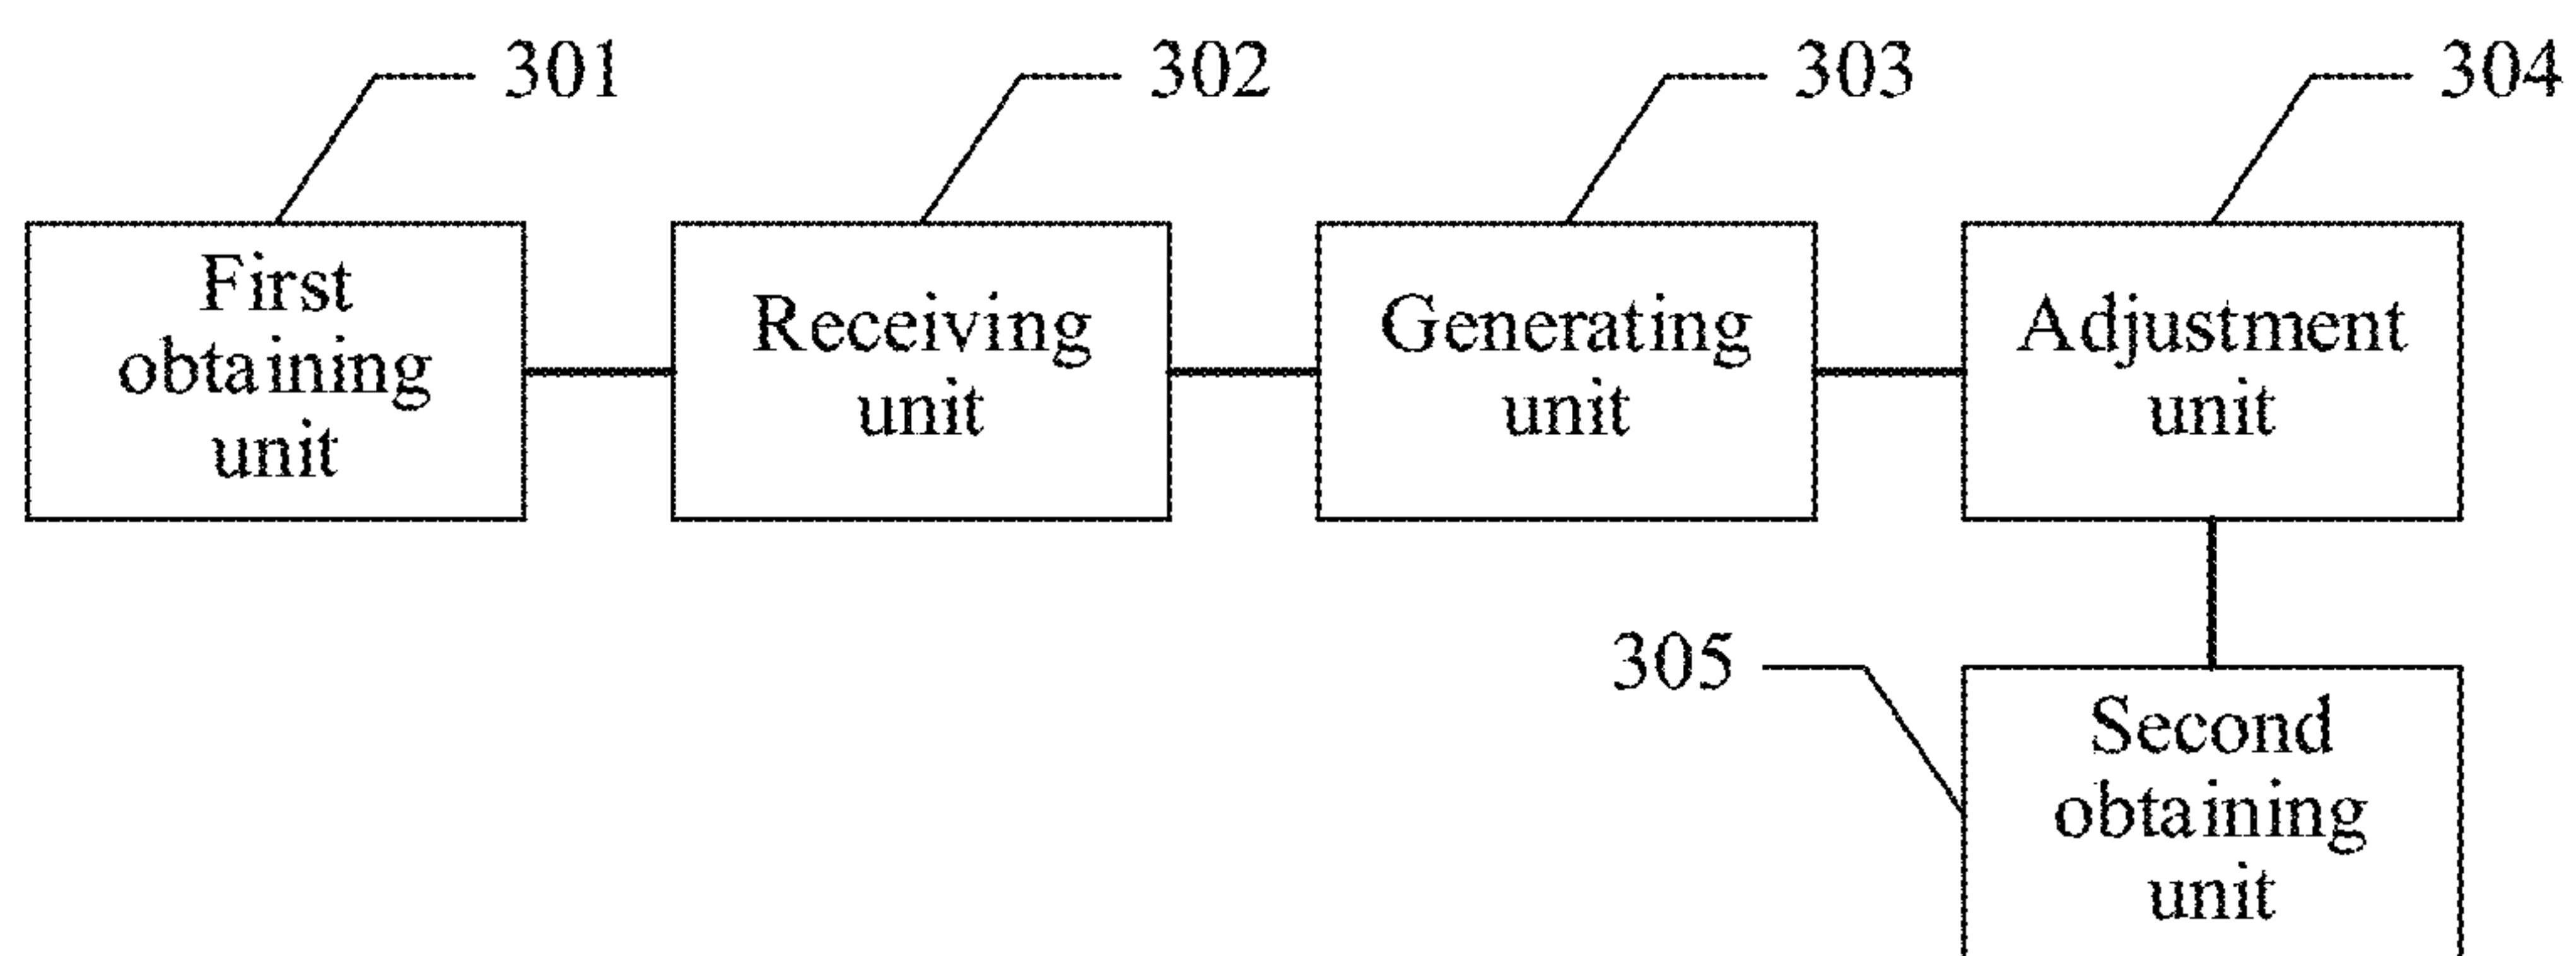 301
302
303
304
First
obtaining
unit
Receiving
unit
Generating
unit
Adjustment
unit
305
Second
obtaining
unit